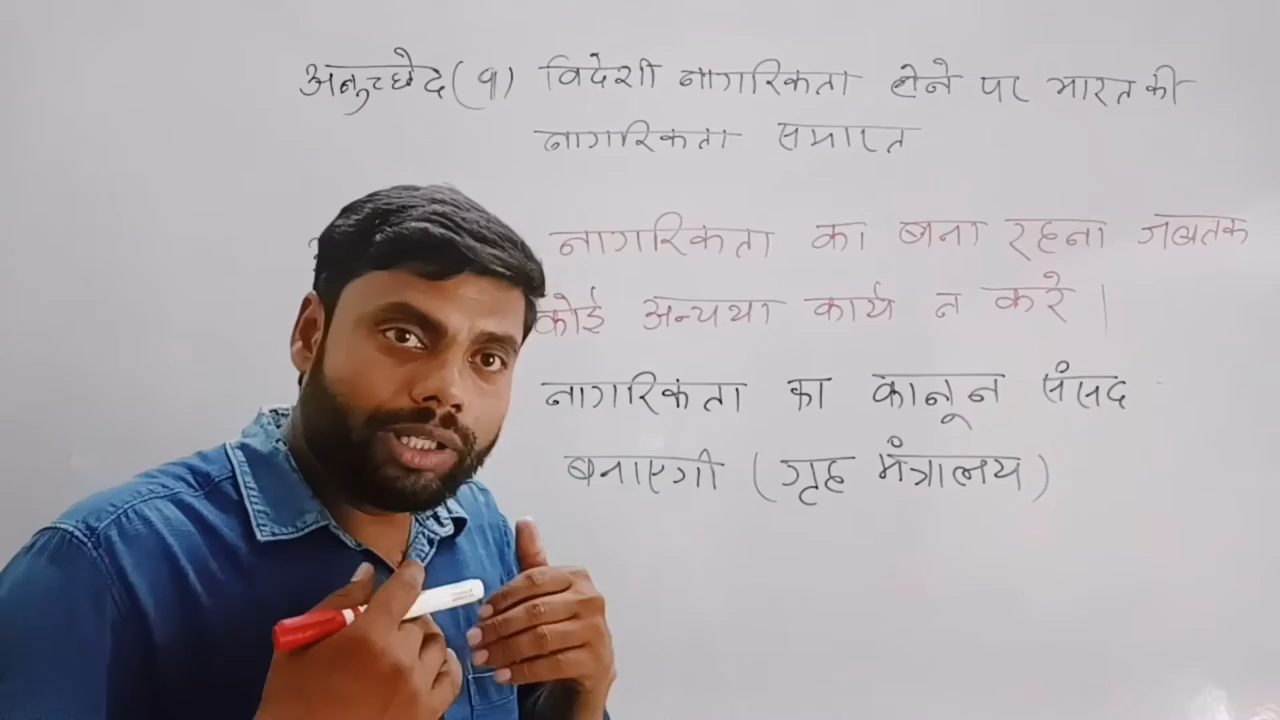 अनुच्छेद (९) विदेशी नागरिकता लेने पर भारत की
नागरिकता समाप्त
नागरिकता का बना रहना जबतक
कोई अन्यथा कार्य न करे।
नागरिकता का कानून संसद
बनाएगी (गृह मंत्रालय)